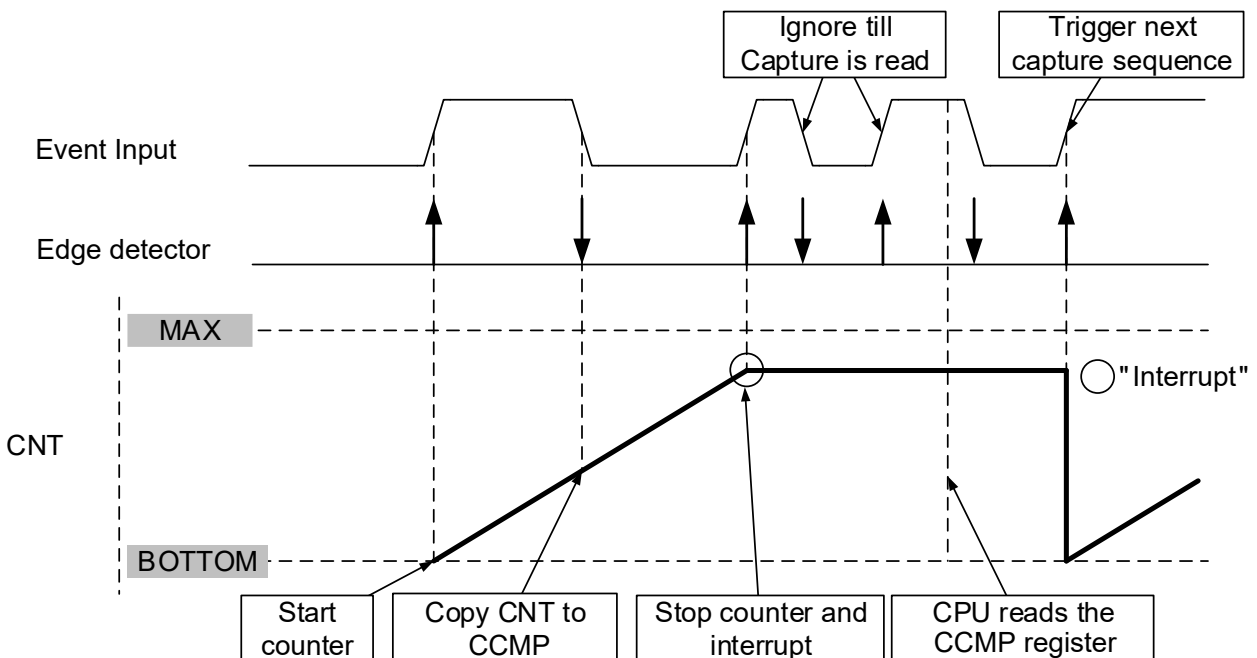 Ignore till
Capture is read
Trigger next
capture sequence
Event Input
Edge detector
MAX
"Interrupt"
CNT
BOTTOM
Start
counter
Copy CNT to
CCMP
Stop counter and
interrupt
CPU reads the
CCMP register